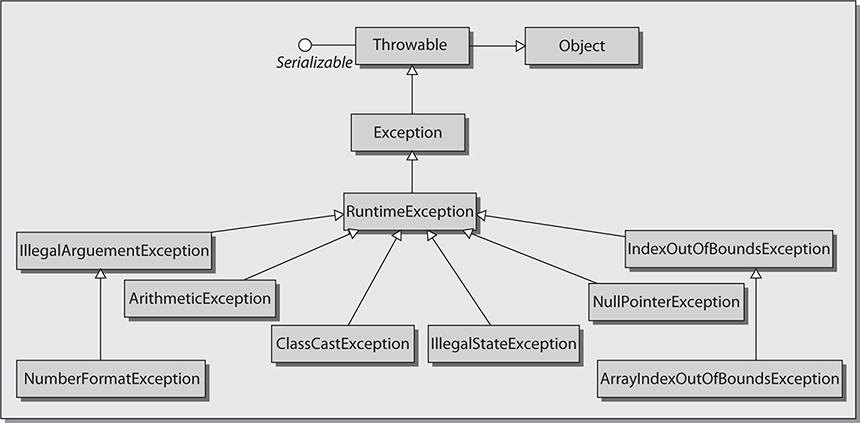 Throwable
Object
Serializable
Exception
RuntimeException
IllegalArguementException
IndexOutOfBoundsException
ArithmeticException
NullPointerException
ClassCastException
IllegalStateException
NumberFormatException
ArrayIndexOutOfBoundsException